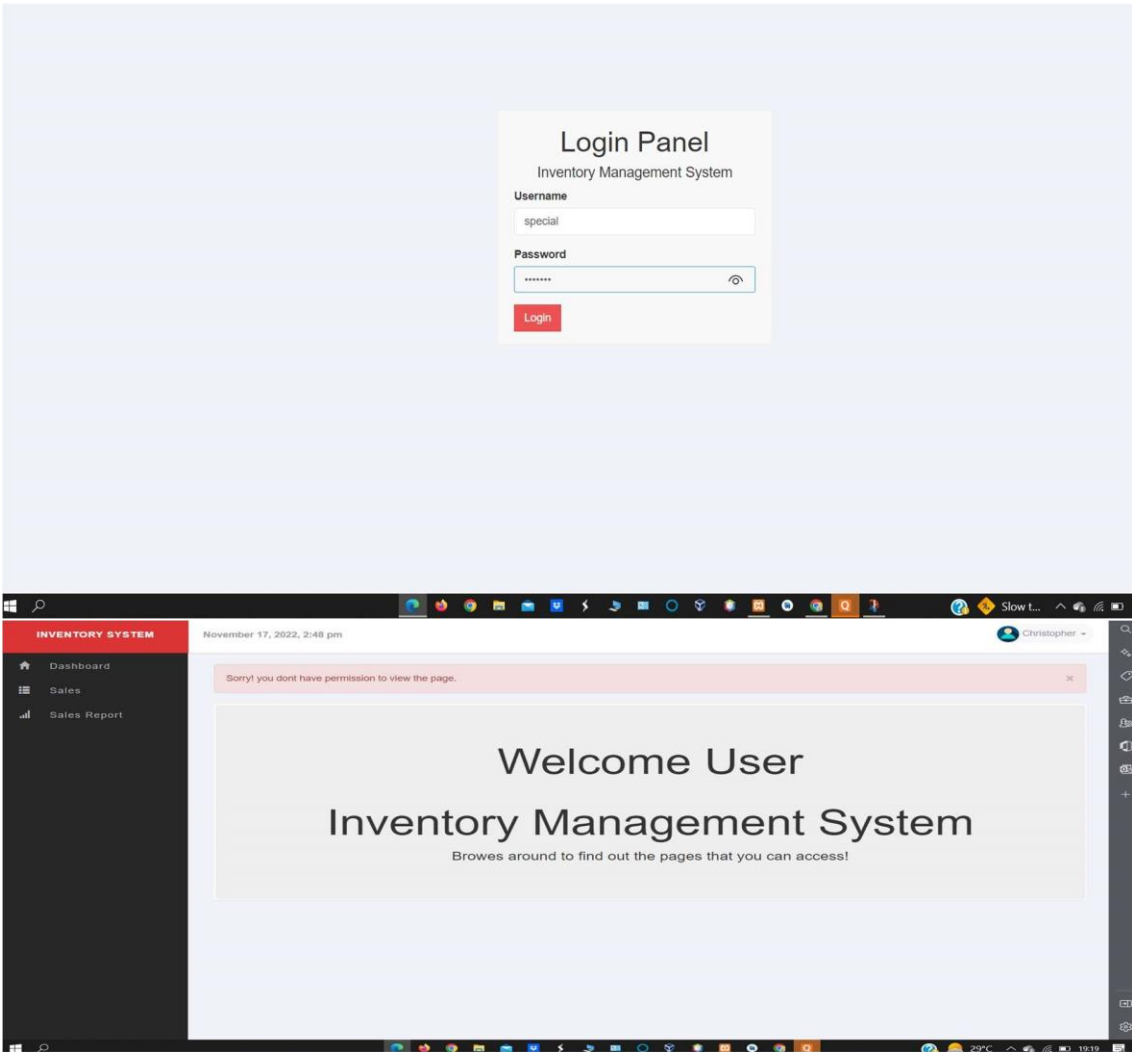 Login Panel
Inventory Management System
Username
special
Password
•••••••
Login
Slow t...
INVENTORY SYSTEM
November 17, 2022, 2:48 pm
Christopher
Dashboard
Sales
Sales Report
Sorry! you dont have permission to view the page.
×
Welcome User
Inventory Management System
Browes around to find out the pages that you can access!
29°C
19:19